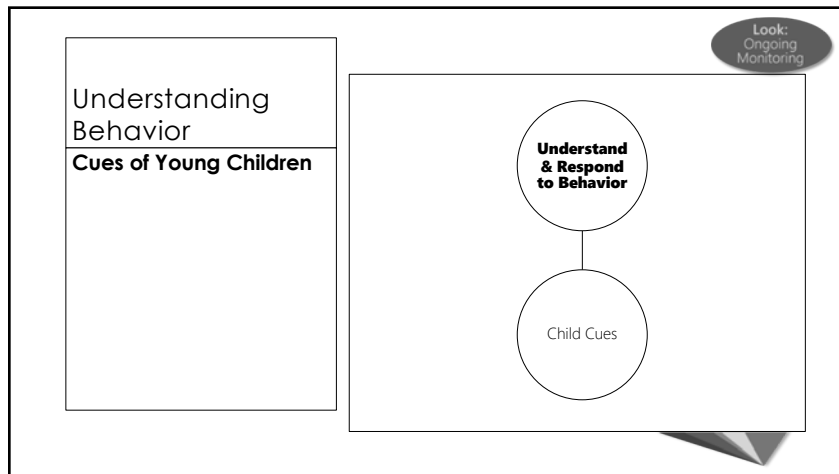 Look:
Ongoing
Monitoring
Understanding
Behavior
Cues of Young Children
Understand
& Respond
to Behavior
Child Cues